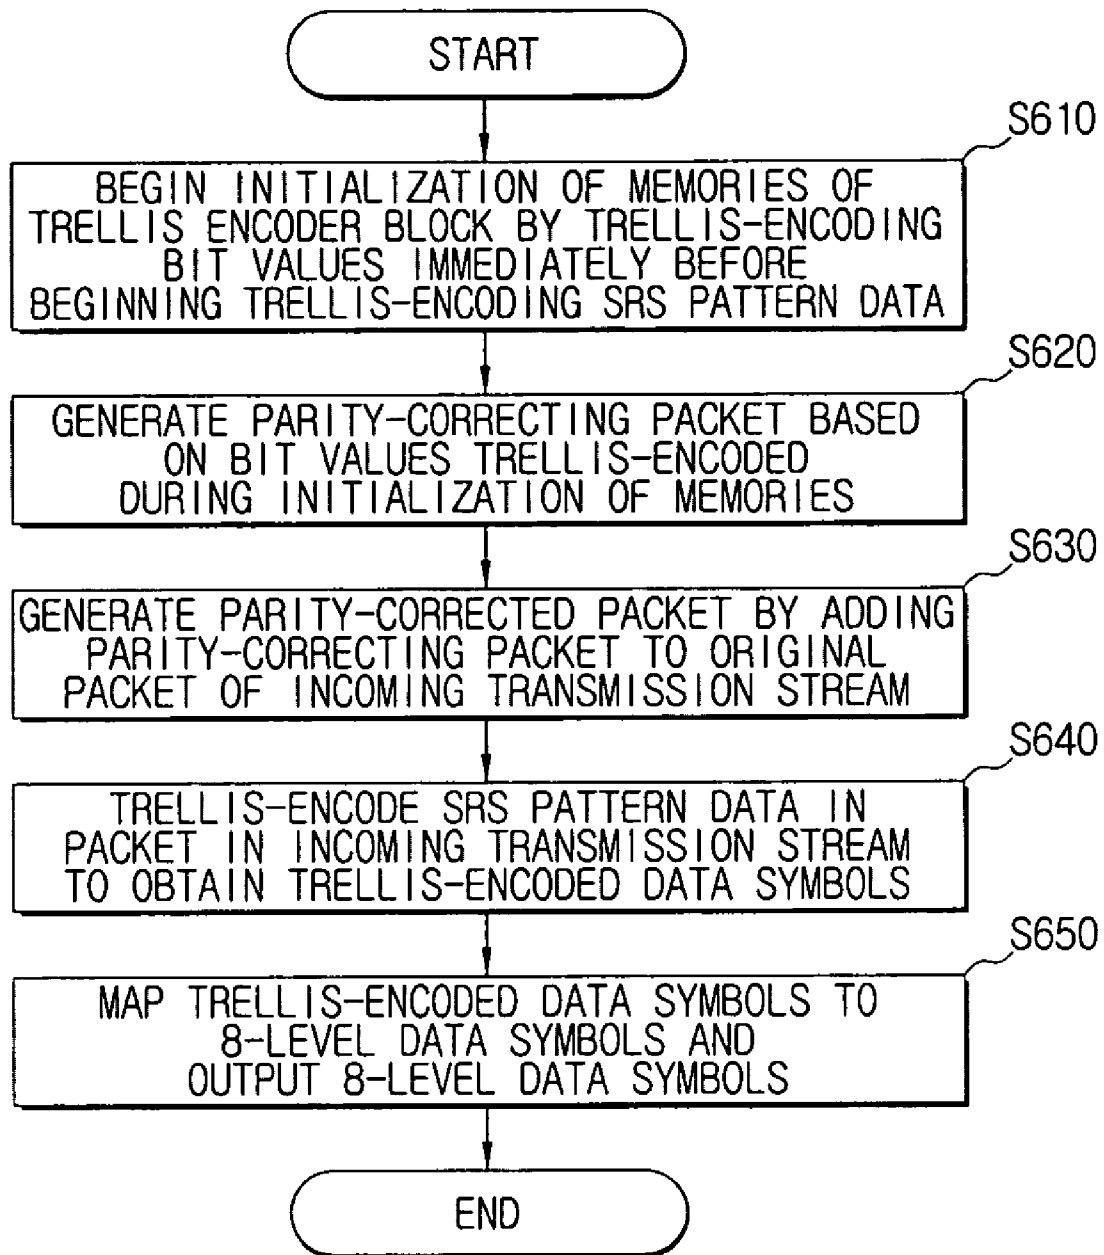 START
S610
BEGIN INITIALIZATION OF MEMORIES OF
TRELLIS ENCODER BLOCK BY TRELLIS-ENCODING
BIT VALUES IMMEDIATELY BEFORE
BEGINNING TRELLIS-ENCODING SRS PATTERN DATA
S620
GENERATE PARITY-CORRECTING PACKET BASED
ON BIT VALUES TRELLIS-ENCODED
DURING INITIALIZATION OF MEMORIES
S630
GENERATE PARITY-CORRECTED PACKET BY ADDING
PARITY-CORRECTING PACKET TO ORIGINAL
PACKET OF INCOMING TRANSMISSION STREAM
S640
TRELLIS-ENCODE SRS PATTERN DATA IN
PACKET IN INCOMING TRANSMISSION STREAM
TO OBTAIN TRELLIS-ENCODED DATA SYMBOLS
S650
MAP TRELLIS-ENCODED DATA SYMBOLS TO
8-LEVEL DATA SYMBOLS AND
OUTPUT 8-LEVEL DATA SYMBOLS
END